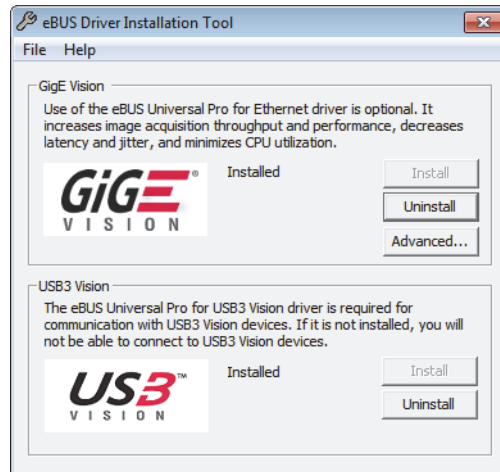 eBUS Driver Installation Tool
File Help
GigE Vision
Use of the eBUS Universal Pro for Ethernet driver is optional. It
increases image acquisition throughput and performance, decreases
latency and jitter, and minimizes CPU utilization.
GiGE®
VISION
Installed
Install
Uninstall
Advanced...
USB3 Vision
The eBUS Universal Pro for USB3 Vision driver is required for
communication with USB3 Vision devices. If it is not installed, you will
not be able to connect to USB3 Vision devices.
USB3™
VISION
Installed
Install
Uninstall